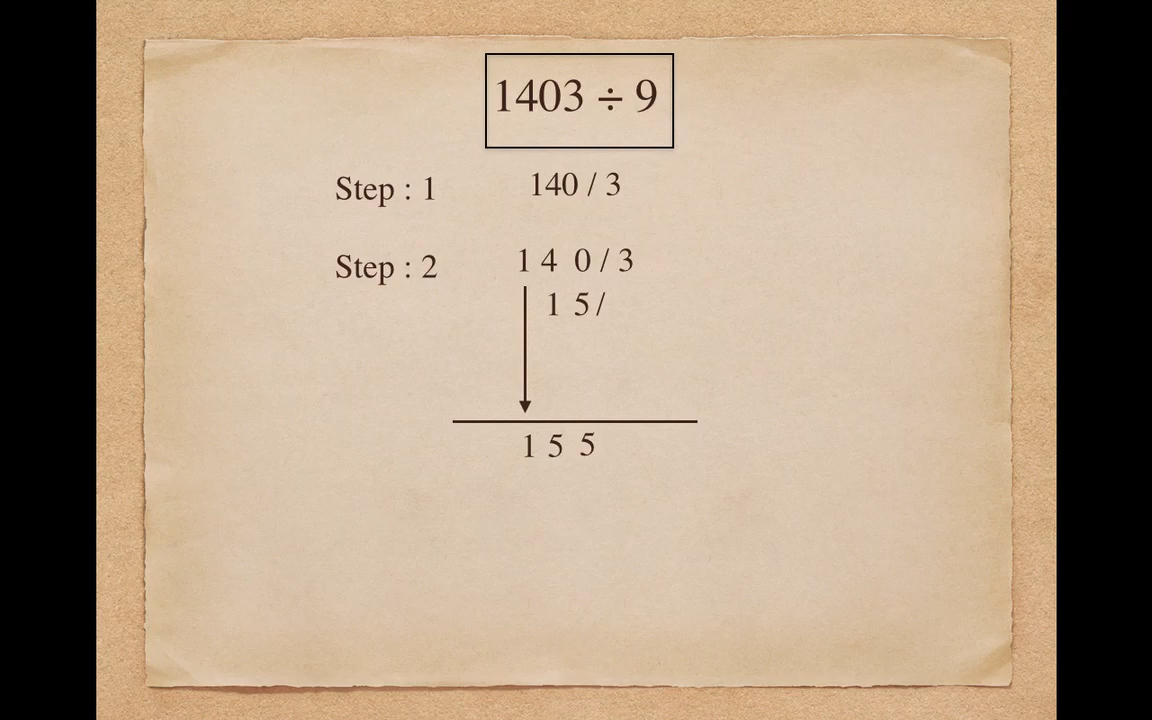 1403 ÷ 9
Step : 1 140 / 3
Step : 2 1 4 0 / 3
1 5 /
1 5 5